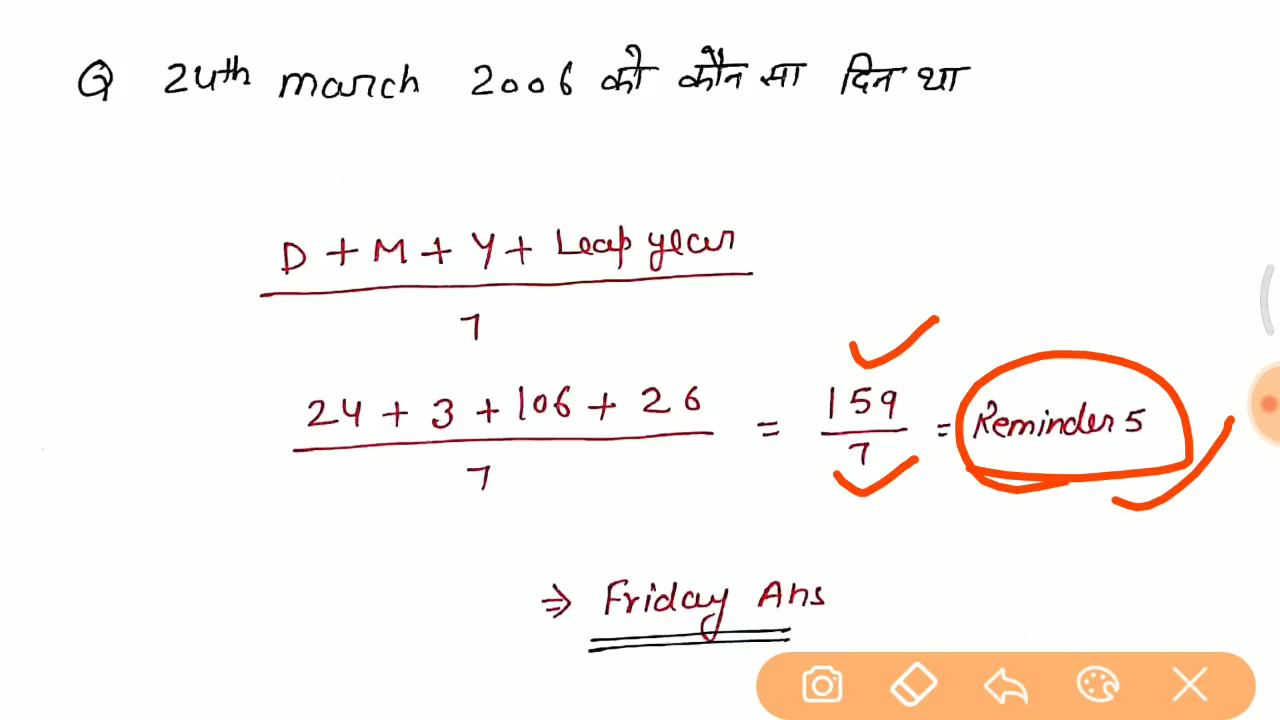 Q 24th march 2006 को कौन सा दिन था
D + M + Y + Leap year
7
24 + 3 + 106 + 26
7
= 159
7
= Reminder 5
⇒ Friday Ans